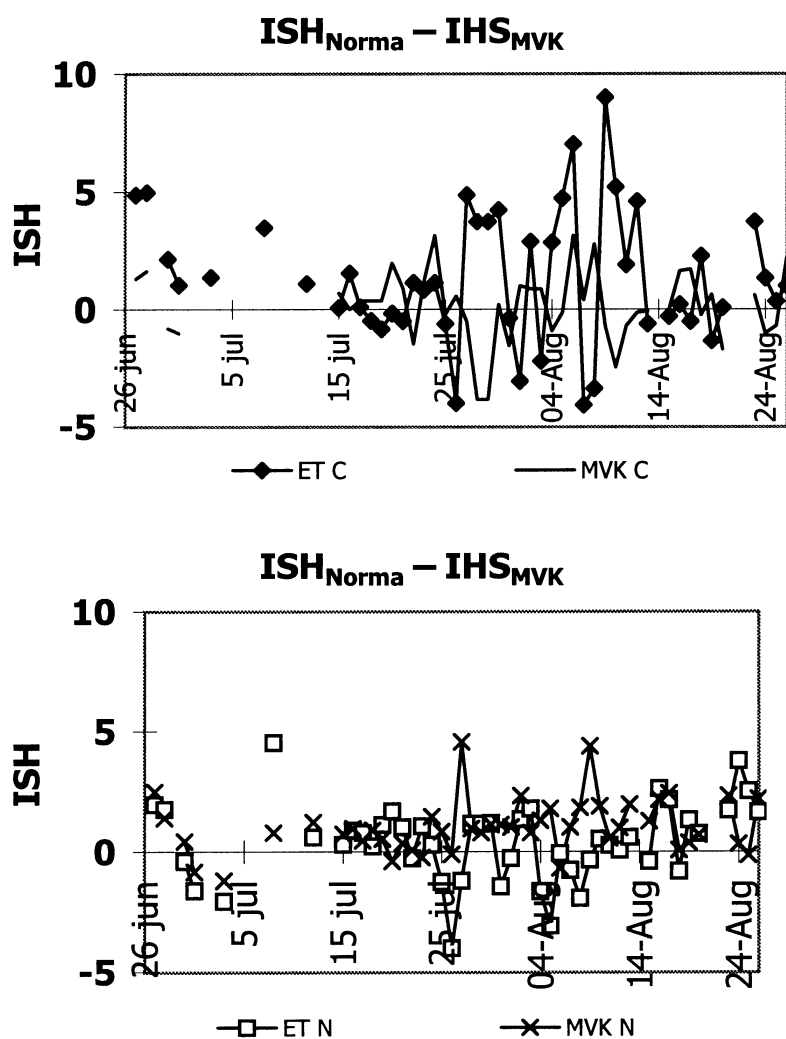 ISHNorma – IHSMVK
10
5
0
-5
ISH
26 jun
5 jul
15 jul
25 jul
04-Aug
14-Aug
24-Aug
ET C
MVK C
ISHNorma – IHSMVK
10
5
0
-5
ISH
26 jun
5 jul
15 jul
25 jul
04-Aug
14-Aug
24-Aug
ET N
MVK N